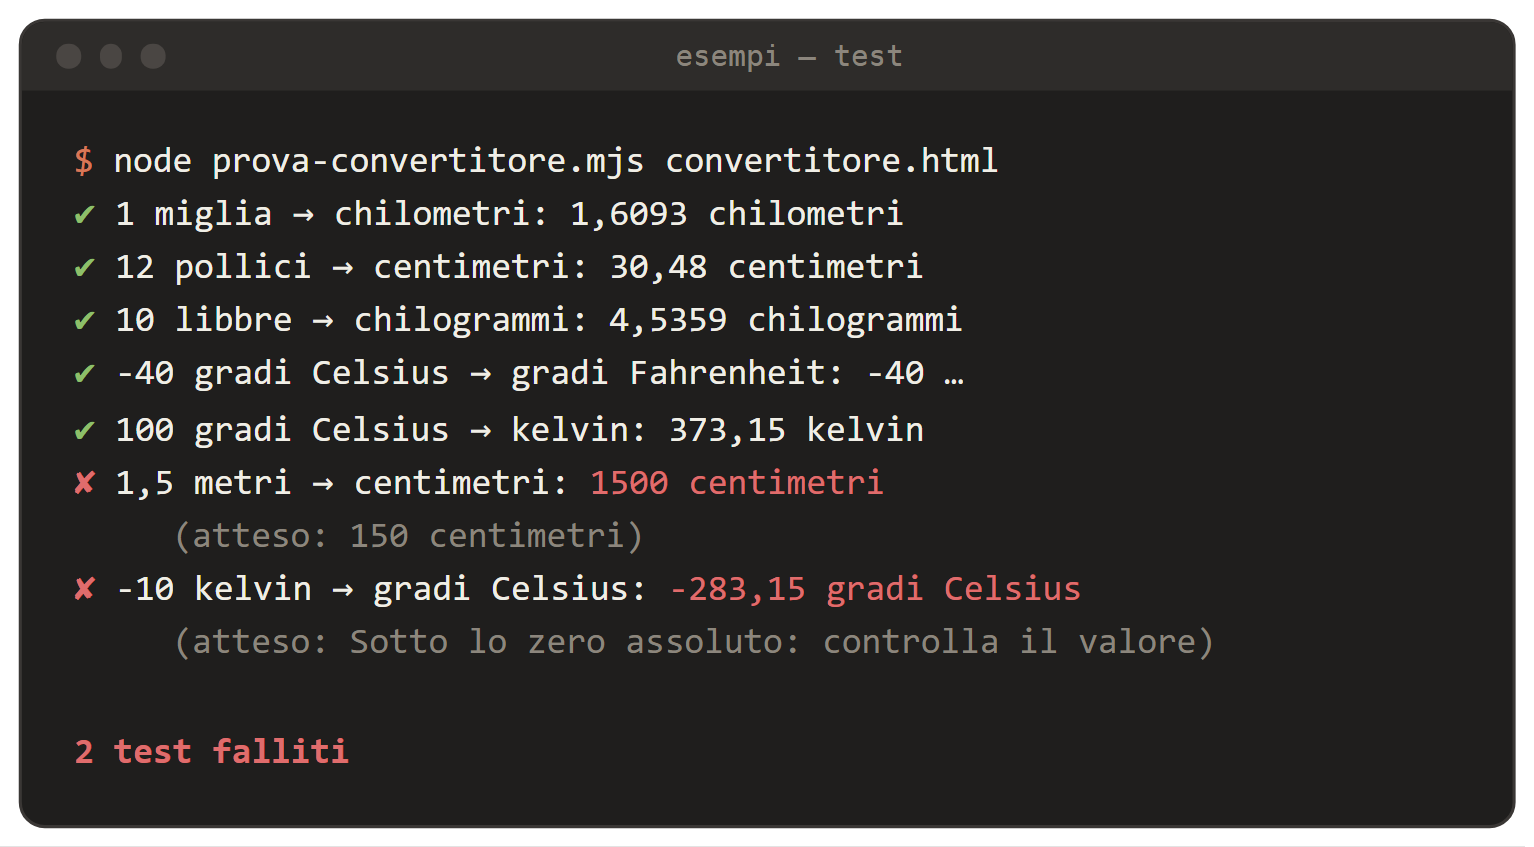 esempi — test
$ node prova-convertitore.mjs convertitore.html
✔ 1 miglia → chilometri: 1,6093 chilometri
✔ 12 pollici → centimetri: 30,48 centimetri
✔ 10 libbre → chilogrammi: 4,5359 chilogrammi
✔ -40 gradi Celsius → gradi Fahrenheit: -40 …
✔ 100 gradi Celsius → kelvin: 373,15 kelvin
✘ 1,5 metri → centimetri: 1500 centimetri
(atteso: 150 centimetri)
✘ -10 kelvin → gradi Celsius: -283,15 gradi Celsius
(atteso: Sotto lo zero assoluto: controlla il valore)
2 test falliti